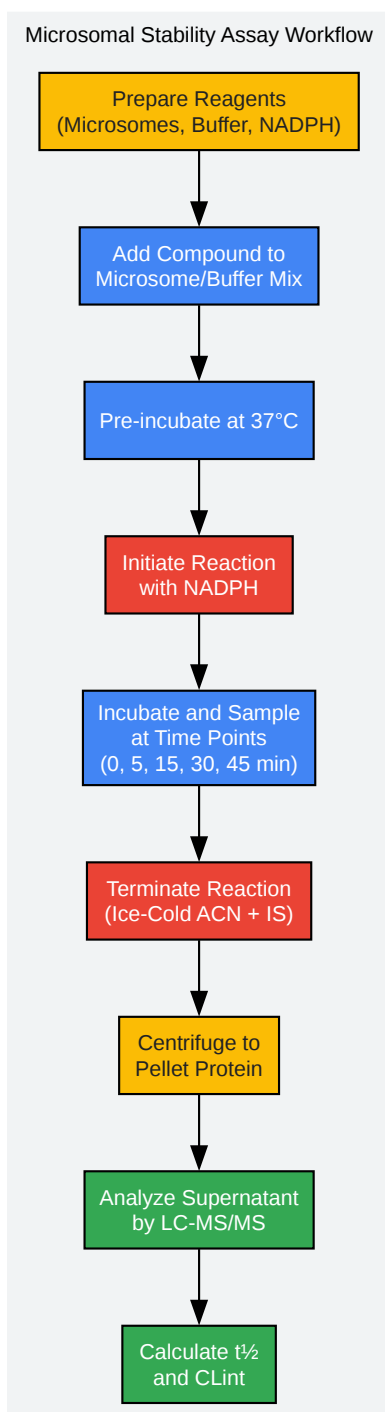 Microsomal Stability Assay Workflow
Prepare Reagents
(Microsomes, Buffer, NADPH)
Add Compound to
Microsome/Buffer Mix
Pre-incubate at 37°C
Initiate Reaction
with NADPH
Incubate and Sample
at Time Points
(0, 5, 15, 30, 45 min)
Terminate Reaction
(Ice-Cold ACN + IS)
Centrifuge to
Pellet Protein
Analyze Supernatant
by LC-MS/MS
Calculate t½
and CLint